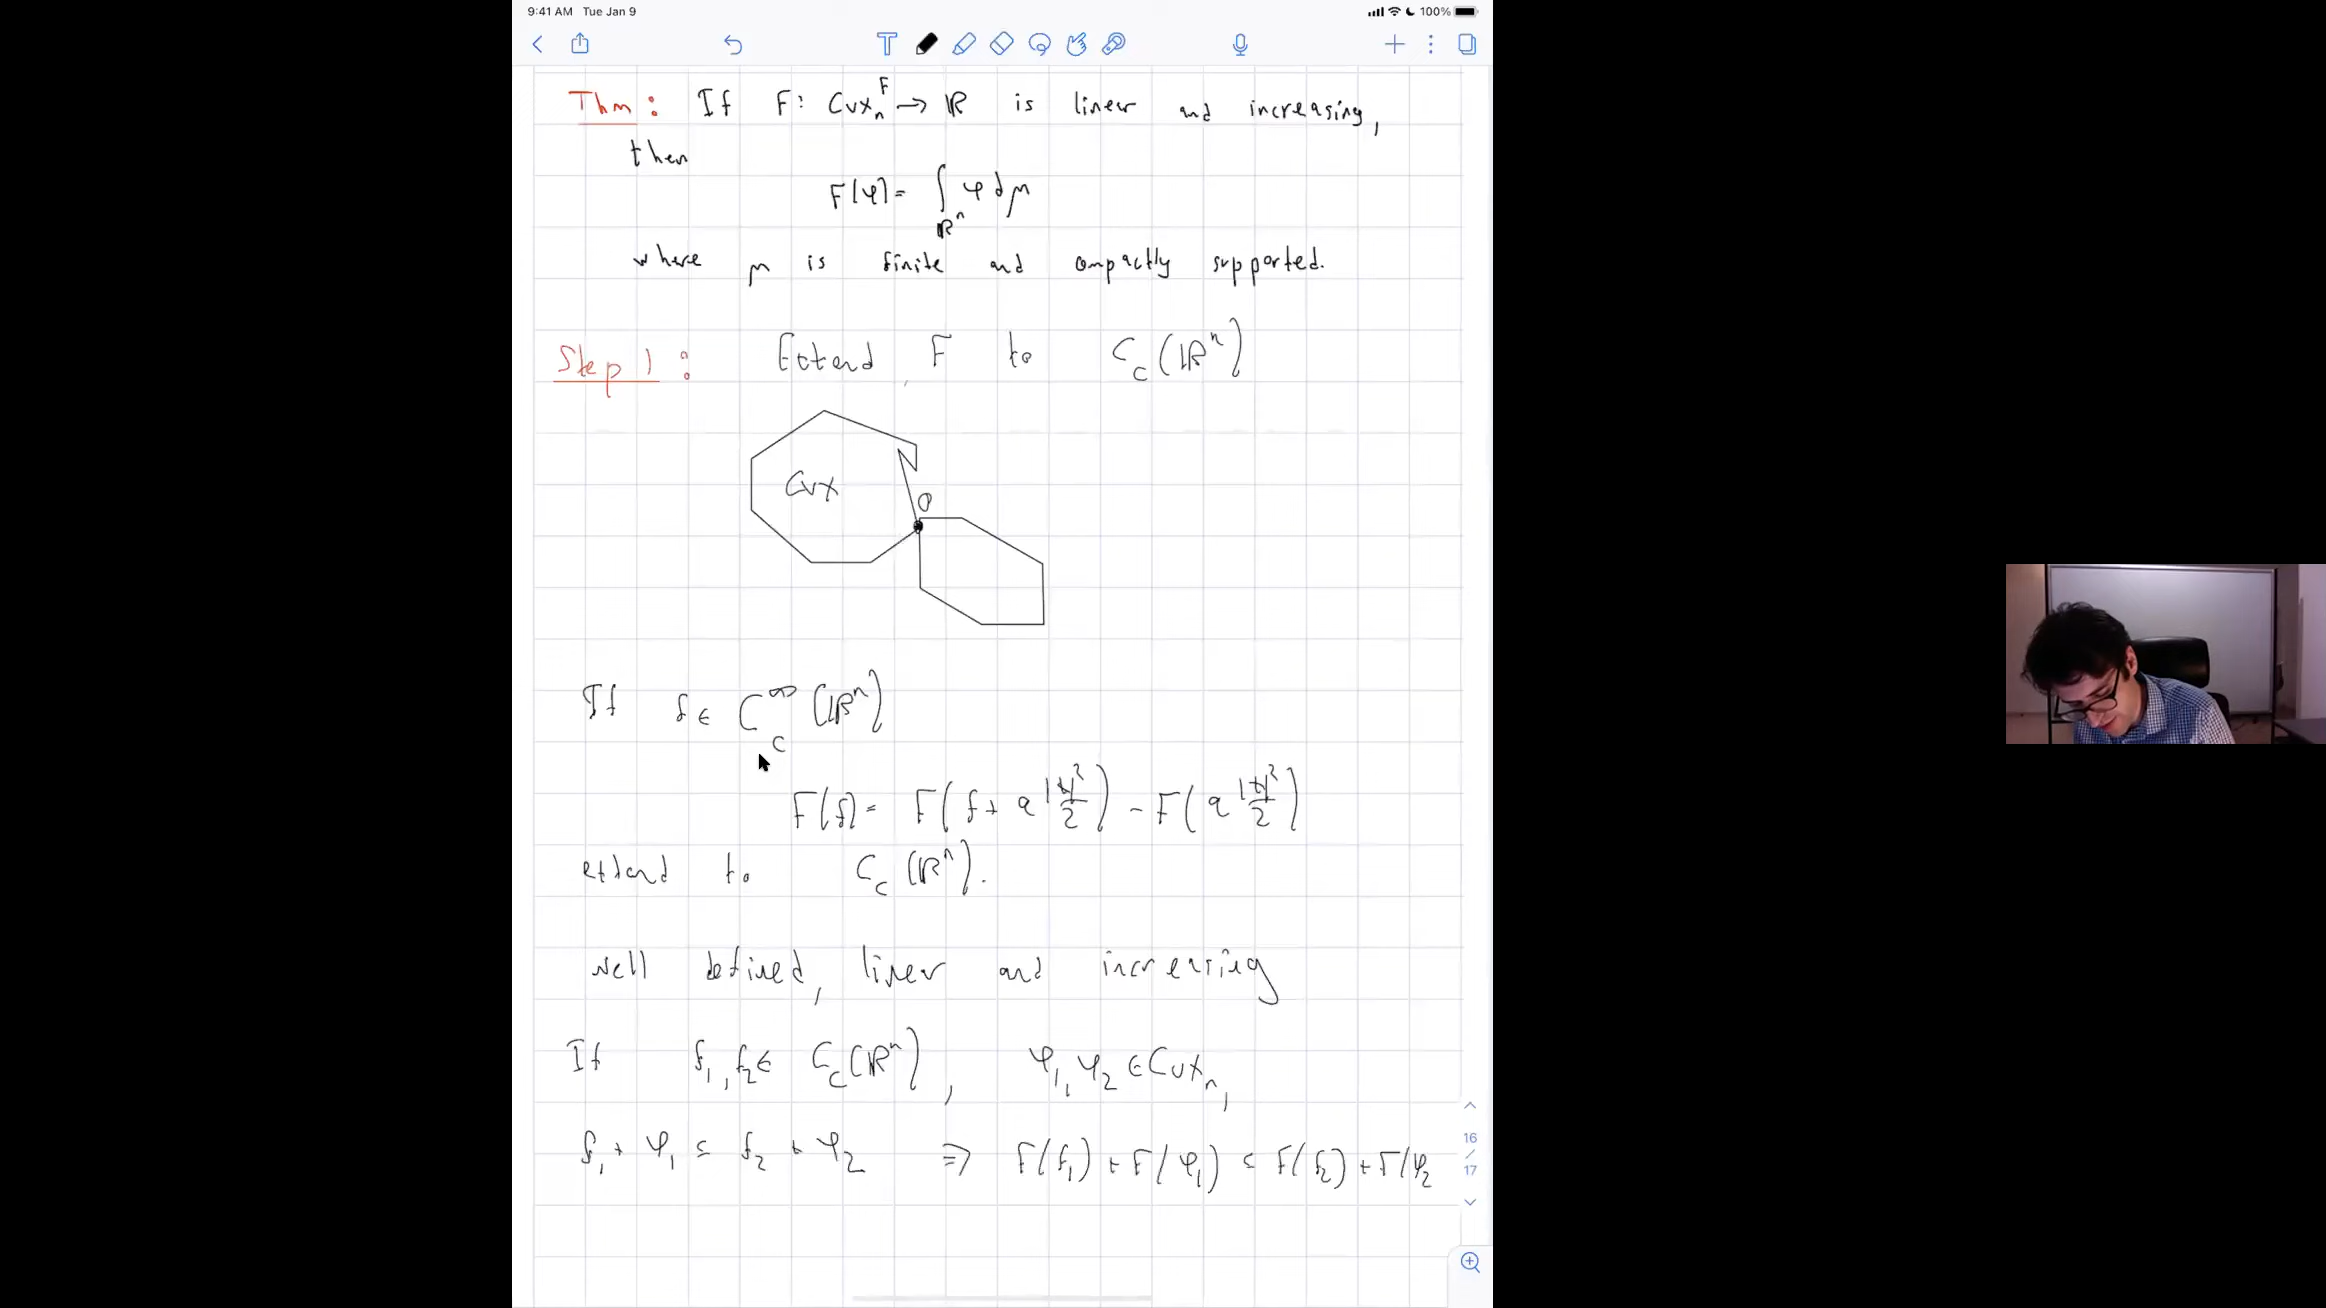 9:41 AM Tue Jan 9
100%
Thm: If F: Cvx_n^F → ℝ is linear and increasing,
then
F(φ) = ∫_{ℝ^n} φ dμ
where μ is finite and compactly supported.
Step 1: Extend F to C_c(ℝ^n)
Cvx
0
If f ∈ C_c^∞(ℝ^n)
F(f) = F(f + a|x|²/2) - F(a|x|²/2)
extend to C_c(ℝ^n).
well defined, linear and increasing
If f_1, f_2 ∈ C_c(ℝ^n), φ_1, φ_2 ∈ Cvx_n,
f_1 + φ_1 ≤ f_2 + φ_2 ⇒ F(f_1) + F(φ_1) ≤ F(f_2) + F(φ_2
16
/
17